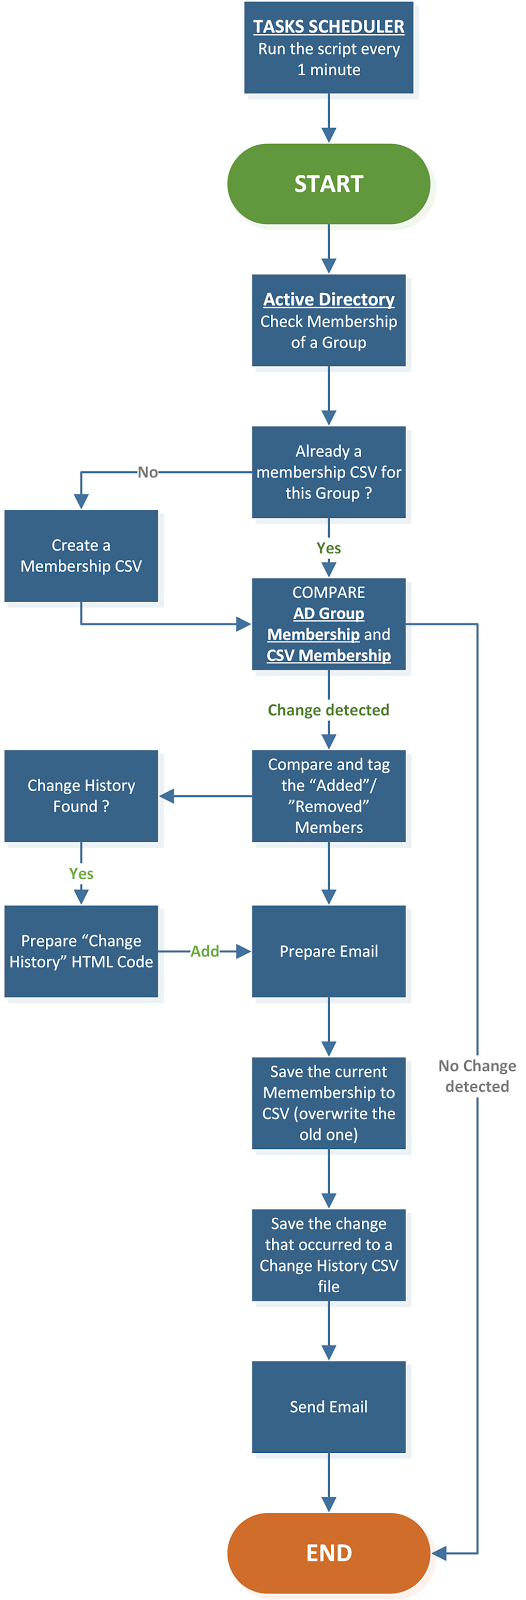 TASKS SCHEDULER
Run the script every
1 minute
START
Active Directory
Check Membership
of a Group
Already a
membership CSV for
this Group ?
No
Create a
Membership CSV
Yes
COMPARE
AD Group
Membership and
CSV Membership
Change detected
Compare and tag
the “Added”/
”Removed”
Members
Change History
Found ?
Yes
Prepare “Change
History” HTML Code
Add
Prepare Email
Save the current
Memembership to
CSV (overwrite the
old one)
No Change
detected
Save the change
that occurred to a
Change History CSV
file
Send Email
END